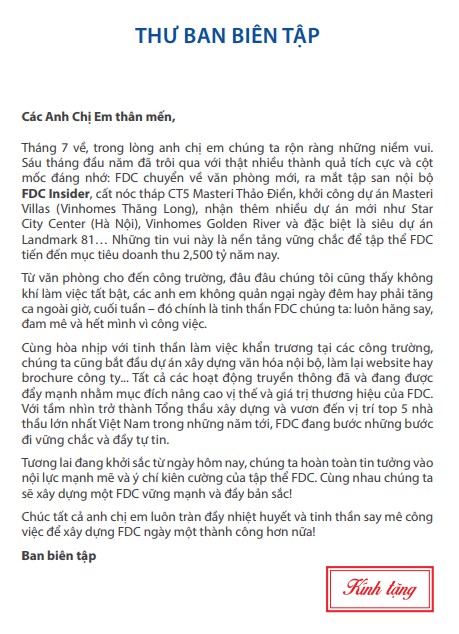 THƯ BAN BIÊN TẬP
Các Anh Chị Em thân mến,
Tháng 7 về, trong lòng anh chị em chúng ta rộn ràng những niềm vui.
Sáu tháng đầu năm đã trôi qua với thật nhiều thành quả tích cực và cột
mốc đáng nhớ: FDC chuyển về văn phòng mới, ra mắt tập san nội bộ
FDC Insider, cất nóc tháp CT5 Masteri Thảo Điền, khởi công dự án Masteri
Villas (Vinhomes Thăng Long), nhận thêm nhiều dự án mới như Star
City Center (Hà Nội), Vinhomes Golden River và đặc biệt là siêu dự án
Landmark 81… Những tin vui này là nền tảng vững chắc để tập thể FDC
tiến đến mục tiêu doanh thu 2,500 tỷ năm nay.
Từ văn phòng cho đến công trường, đâu đâu chúng tôi cũng thấy không
khí làm việc tất bật, các anh em không quản ngại ngày đêm hay phải tăng
ca ngoài giờ, cuối tuần – đó chính là tinh thần FDC chúng ta: luôn hăng say,
đam mê và hết mình vì công việc.
Cùng hòa nhịp với tinh thần làm việc khẩn trương tại các công trường,
chúng ta cũng bắt đầu dự án xây dựng văn hóa nội bộ, làm lại website hay
brochure công ty... Tất cả các hoạt động truyền thông đã và đang được
đẩy mạnh nhằm mục đích nâng cao vị thế và giá trị thương hiệu của FDC.
Với tầm nhìn trở thành Tổng thầu xây dựng và vươn đến vị trí top 5 nhà
thầu lớn nhất Việt Nam trong những năm tới, FDC đang bước những bước
đi vững chắc và đầy tự tin.
Tương lai đang khởi sắc từ ngày hôm nay, chúng ta hoàn toàn tin tưởng vào
nội lực mạnh mẽ và ý chí kiên cường của tập thể FDC. Cùng nhau chúng ta
sẽ xây dựng một FDC vững mạnh và đầy bản sắc!
Chúc tất cả anh chị em luôn tràn đầy nhiệt huyết và tinh thần say mê công
việc để xây dựng FDC ngày một thành công hơn nữa!
Ban biên tập
Kính tặng